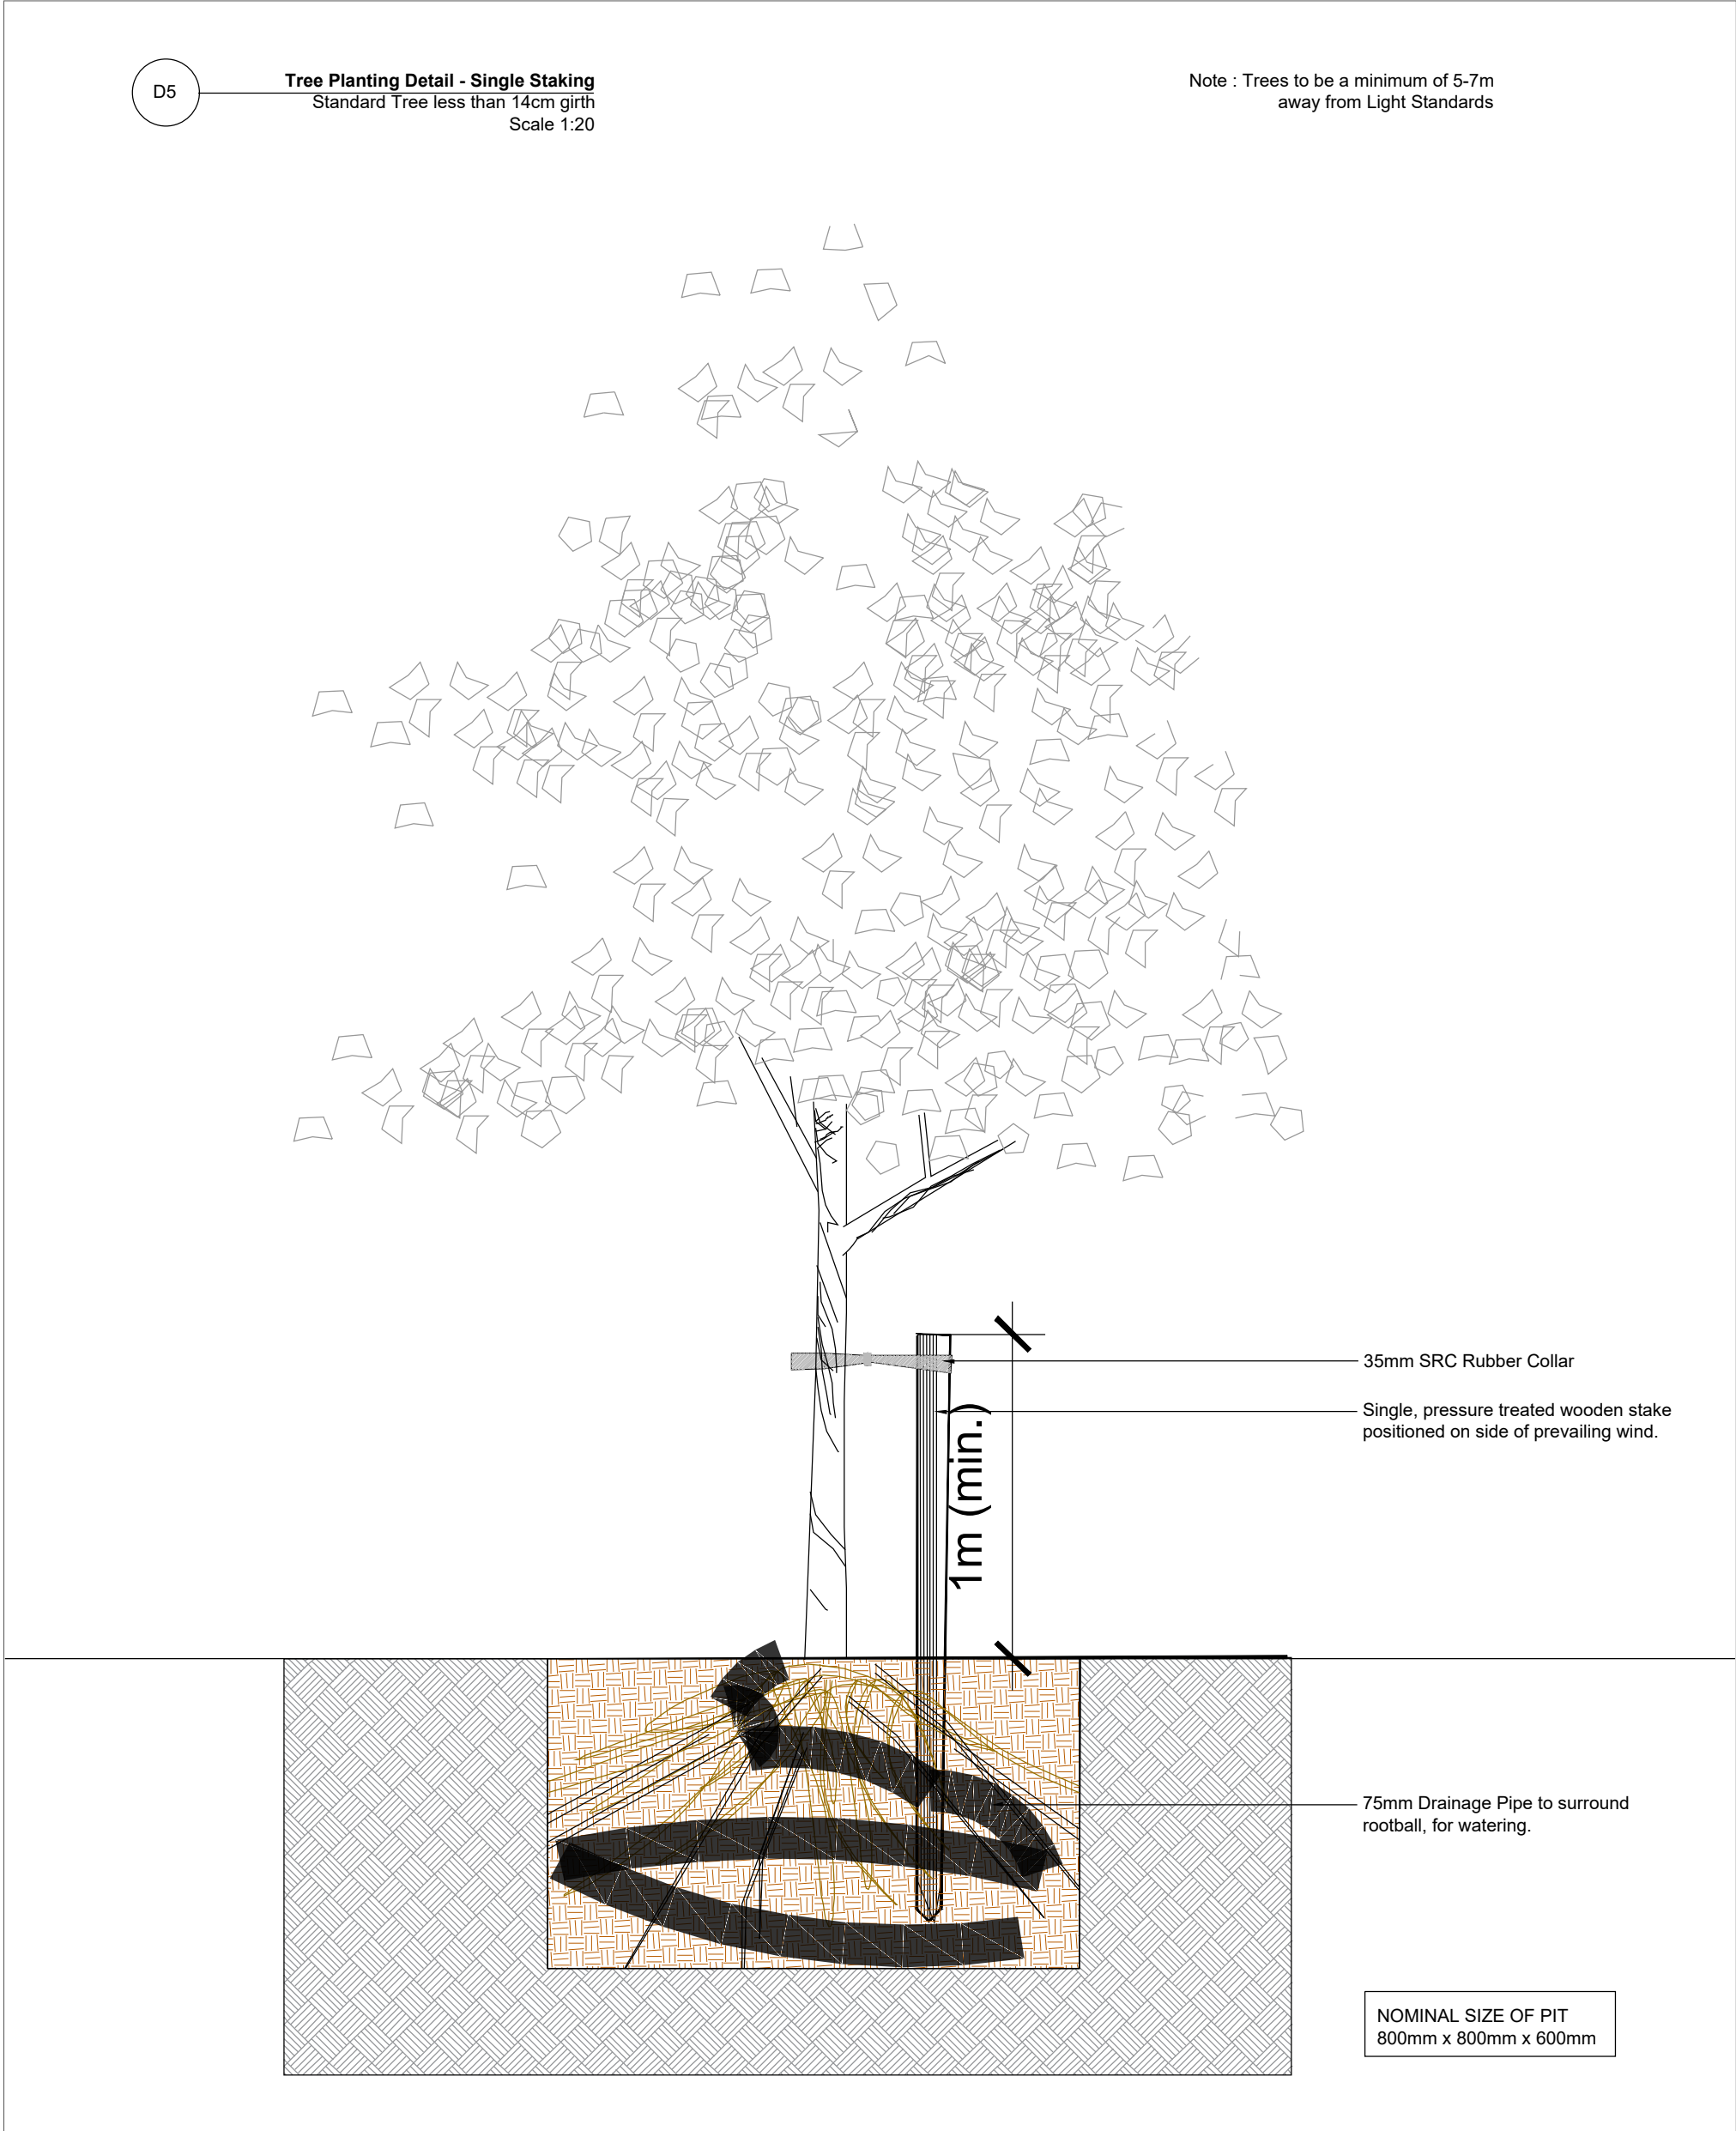 D5
Tree Planting Detail - Single Staking
Standard Tree less than 14cm girth
Scale 1:20
Note : Trees to be a minimum of 5-7m
away from Light Standards
35mm SRC Rubber Collar
Single, pressure treated wooden stake
positioned on side of prevailing wind.
1m (min.)
75mm Drainage Pipe to surround
rootball, for watering.
NOMINAL SIZE OF PIT
800mm x 800mm x 600mm